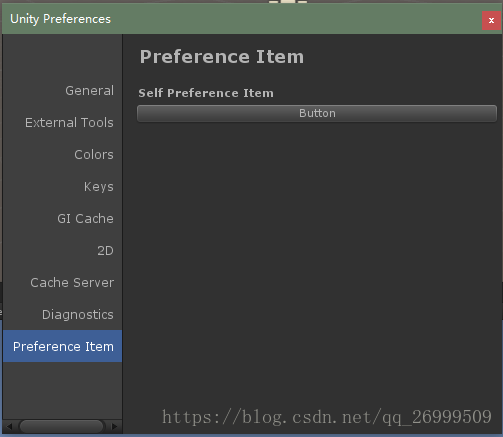 Unity Preferences
x
General
External Tools
Colors
Keys
GI Cache
2D
Cache Server
Diagnostics
Preference Item
Preference Item
Self Preference Item
Button
https://blog.csdn.net/qq_26999509